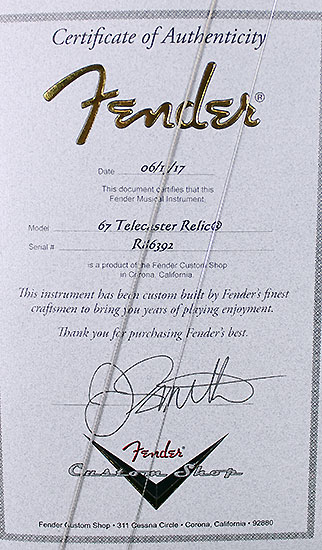 Certificate of Authenticity
Fender®
Date
This document certifies that this
Fender Musical Instrument.
Model 67 Telecaster Relic®
Serial #
is a product of the Fender Custom Shop
in Corona, California.
This instrument has been custom built by Fender's finest
craftsmen to bring you years of playing enjoyment.
Thank you for purchasing Fender's best.
Fender
Custom Shop
Fender Custom Shop • 311 Cessna Circle • Corona, California • 92880